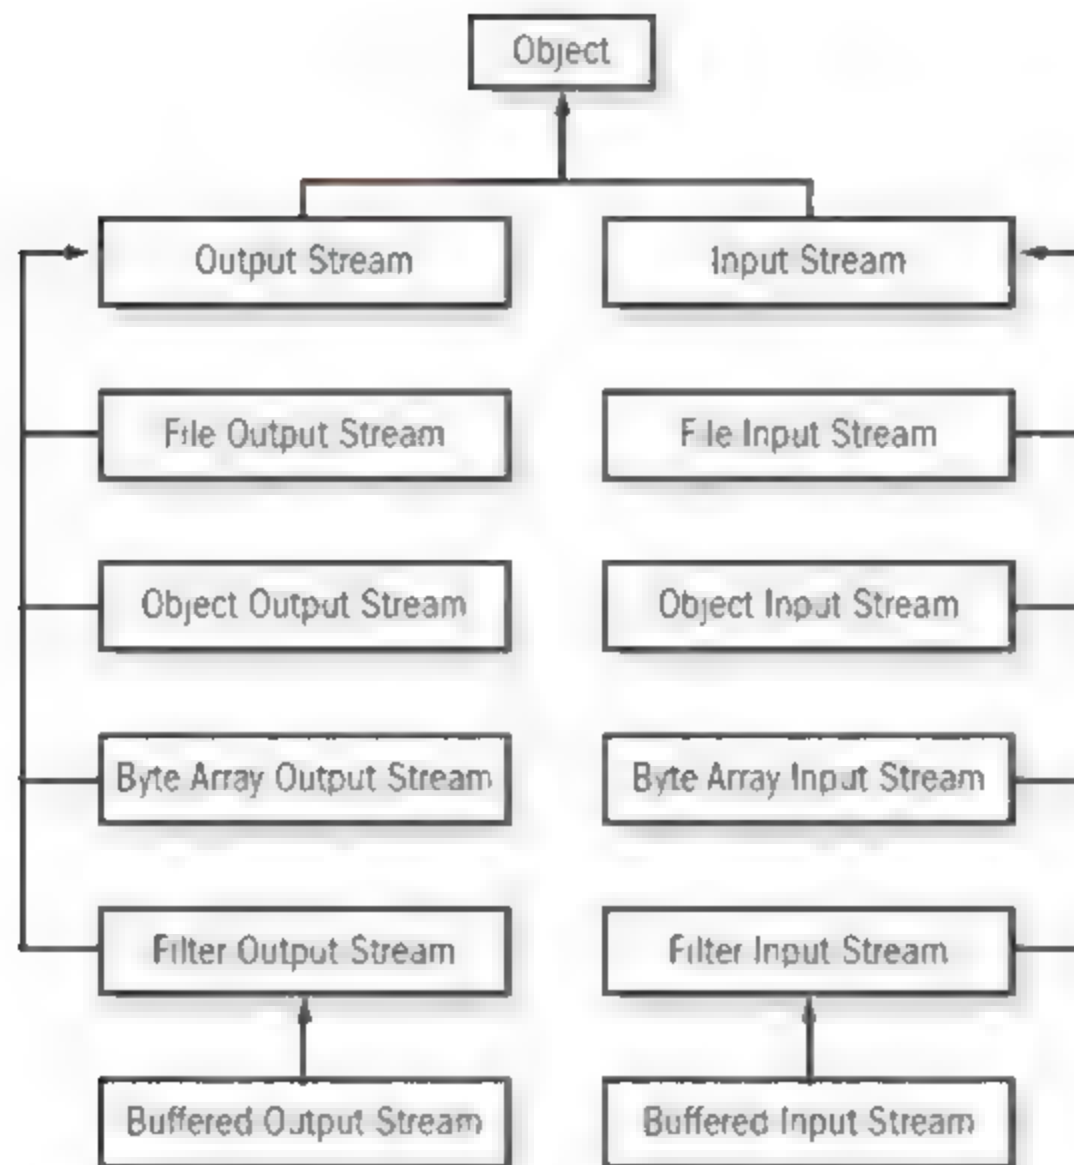 Object
Output Stream
Input Stream
File Output Stream
File Input Stream
Object Output Stream
Object Input Stream
Byte Array Output Stream
Byte Array Input Stream
Filter Output Stream
Filter Input Stream
Buffered Output Stream
Buffered Input Stream